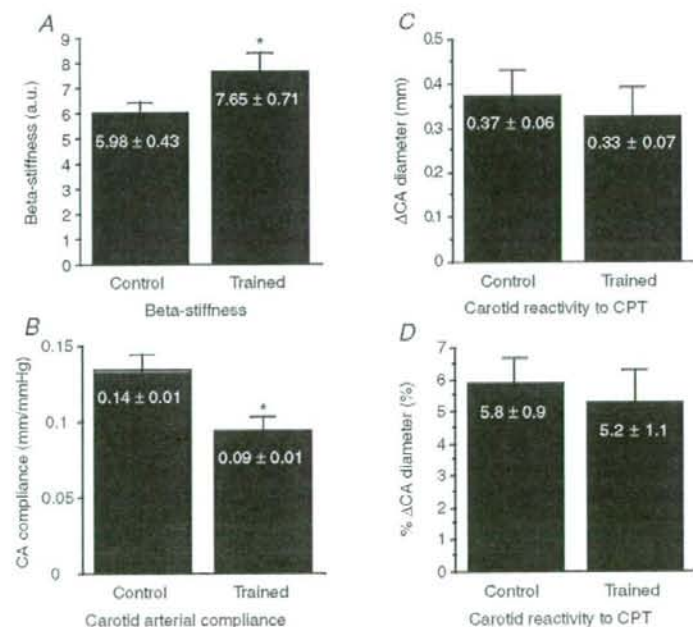 A
Beta-stiffness (a.u.)
9
8
7
6
5
4
3
2
1
0
*
5.98 ± 0.43
7.65 ± 0.71
Control Trained
Beta-stiffness
B
CA compliance (mm/mmHg)
0.15
0.1
0.05
0
*
0.14 ± 0.01
0.09 ± 0.01
Control Trained
Carotid arterial compliance
C
ΔCA diameter (mm)
0.5
0.4
0.3
0.2
0.1
0
0.37 ± 0.06
0.33 ± 0.07
Control Trained
Carotid reactivity to CPT
D
% ΔCA diameter (%)
7
6
5
4
3
2
1
0
5.8 ± 0.9
5.2 ± 1.1
Control Trained
Carotid reactivity to CPT